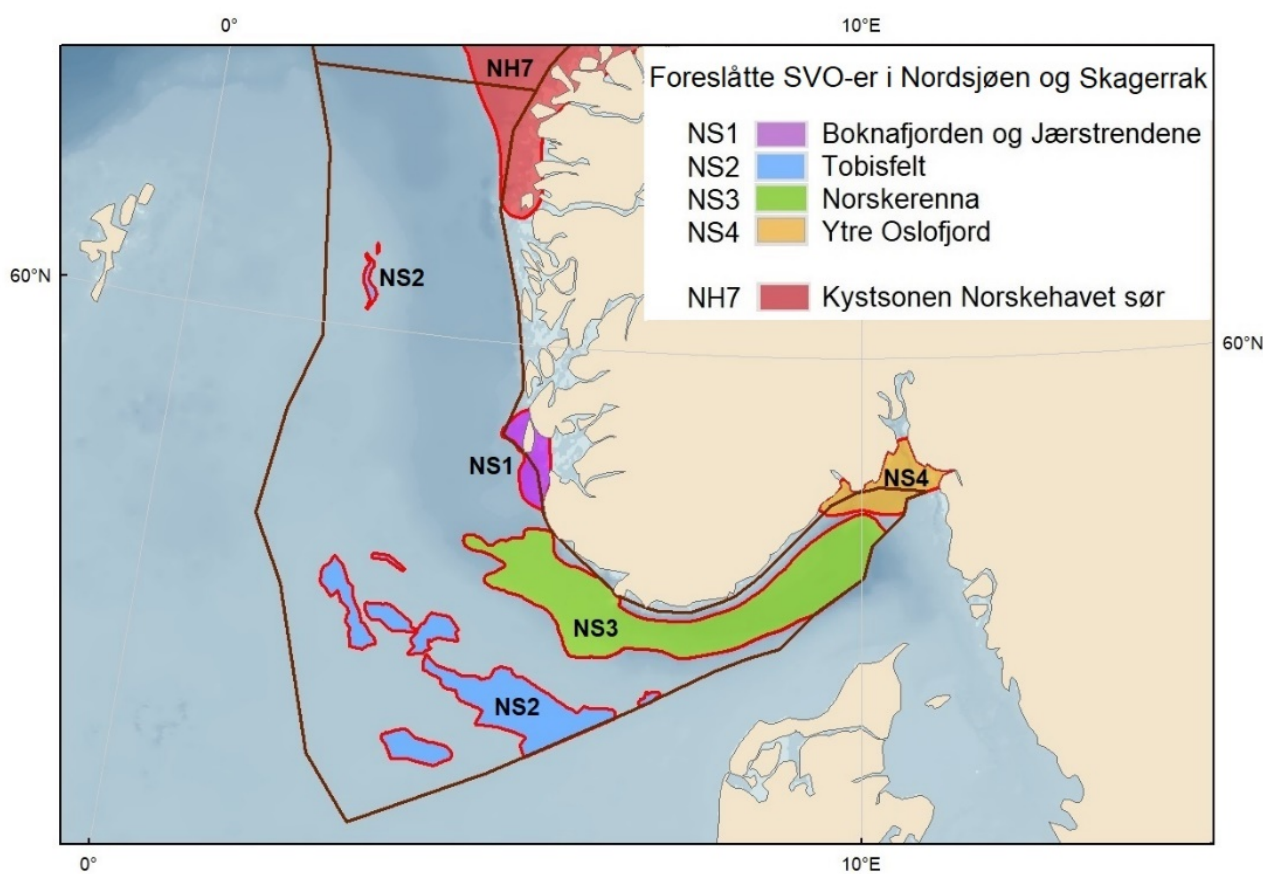 0° 10°E
NH7
Foreslåtte SVO-er i Nordsjøen og Skagerrak
NS1 Boknafjorden og Jærstrendene
NS2 Tobisfelt
NS3 Norskerenna
NS4 Ytre Oslofjord
NH7 Kystsonen Norskehavet sør
60°N
NS2
60°N
NS1
NS4
NS3
NS2
0° 10°E